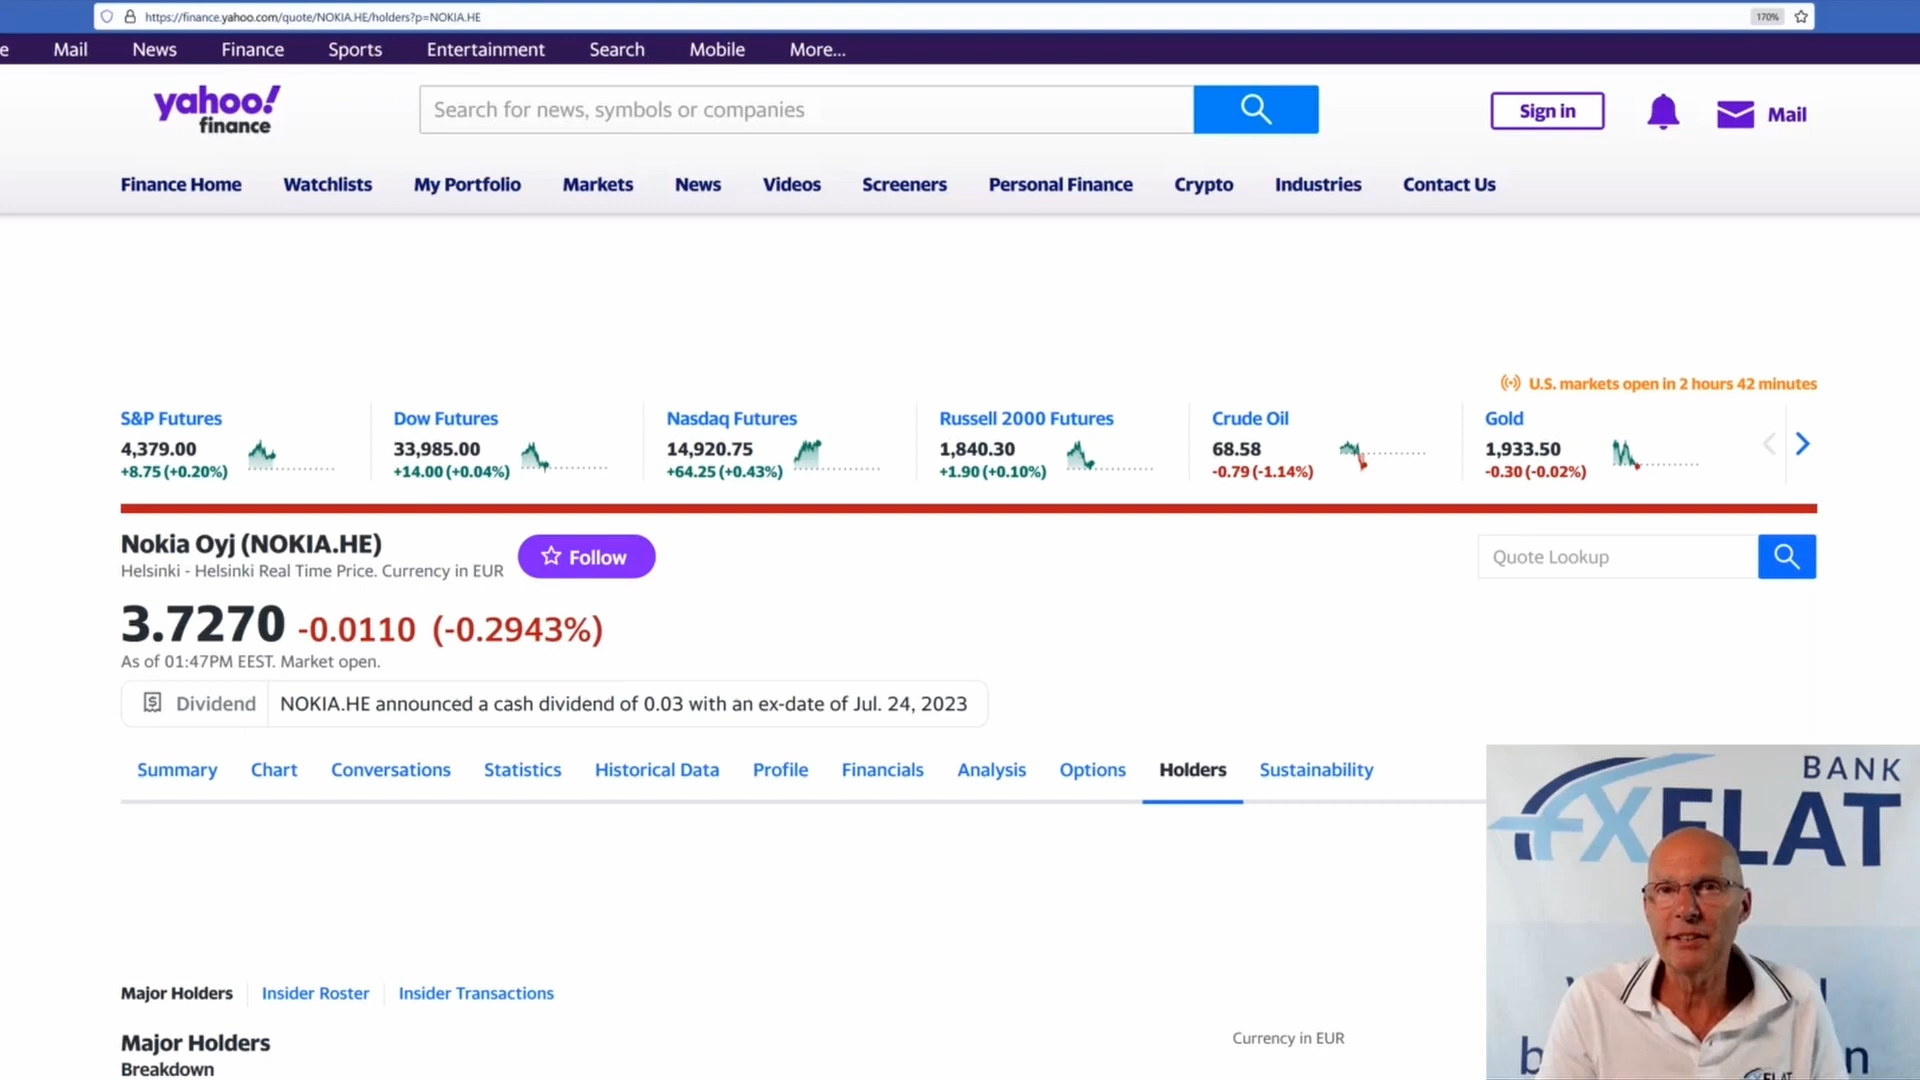 https://finance.yahoo.com/quote/NOKIA.HE/holders?p=NOKIA.HE 170%
e Mail News Finance Sports Entertainment Search Mobile More...
yahoo!
finance
Search for news, symbols or companies
Sign in
Mail
Finance Home Watchlists My Portfolio Markets News Videos Screeners Personal Finance Crypto Industries Contact Us
U.S. markets open in 2 hours 42 minutes
S&P Futures
4,379.00
+8.75 (+0.20%)
Dow Futures
33,985.00
+14.00 (+0.04%)
Nasdaq Futures
14,920.75
+64.25 (+0.43%)
Russell 2000 Futures
1,840.30
+1.90 (+0.10%)
Crude Oil
68.58
-0.79 (-1.14%)
Gold
1,933.50
-0.30 (-0.02%)
Nokia Oyj (NOKIA.HE)
Helsinki - Helsinki Real Time Price. Currency in EUR
Follow
Quote Lookup
3.7270 -0.0110 (-0.2943%)
As of 01:47PM EEST. Market open.
Dividend NOKIA.HE announced a cash dividend of 0.03 with an ex-date of Jul. 24, 2023
Summary Chart Conversations Statistics Historical Data Profile Financials Analysis Options Holders Sustainability
BANK
FXFLAT
Major Holders Insider Roster Insider Transactions
Major Holders
Currency in EUR
Breakdown